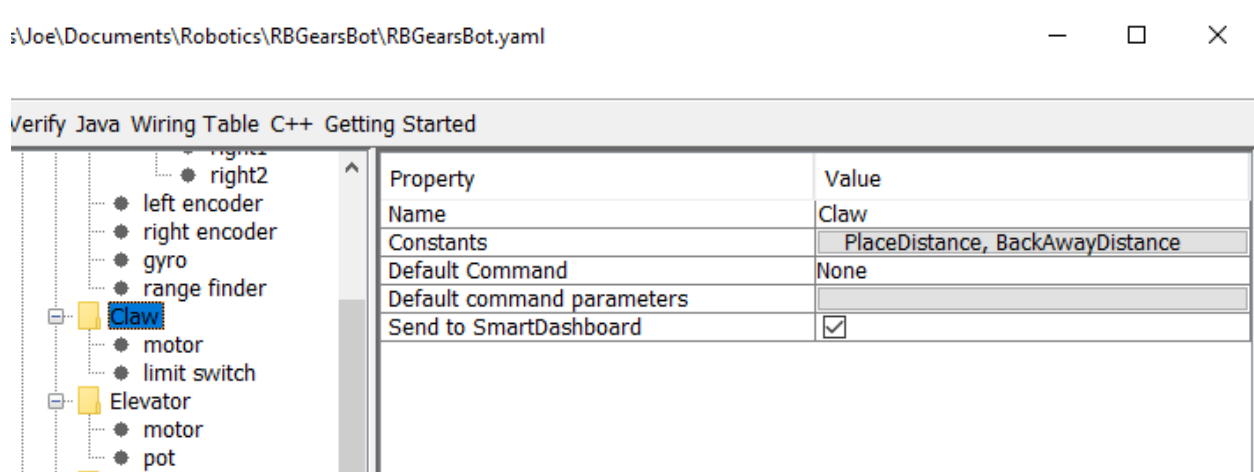 s\Joe\Documents\Robotics\RBGearsBot\RBGearsBot.yaml
Verify Java Wiring Table C++ Getting Started
right2
left encoder
right encoder
gyro
range finder
Claw
motor
limit switch
Elevator
motor
pot
Property Value
Name Claw
Constants PlaceDistance, BackAwayDistance
Default Command None
Default command parameters
Send to SmartDashboard